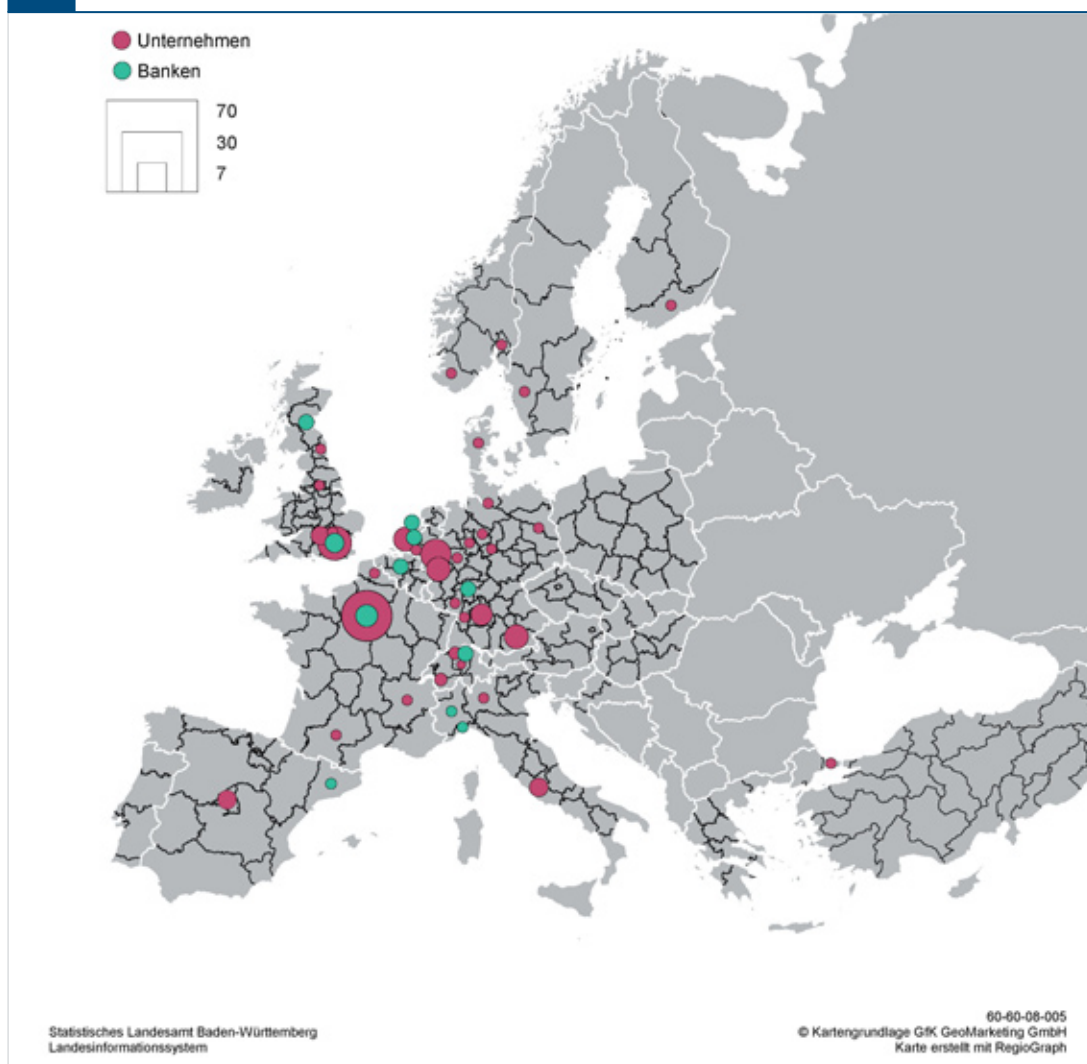 Unternehmen
Banken
70
30
7
60-60-08-005
Statistisches Landesamt Baden-Württemberg
© Kartengrundlage GfK GeoMarketing GmbH
Landesinformationssystem
Karte erstellt mit RegioGraph